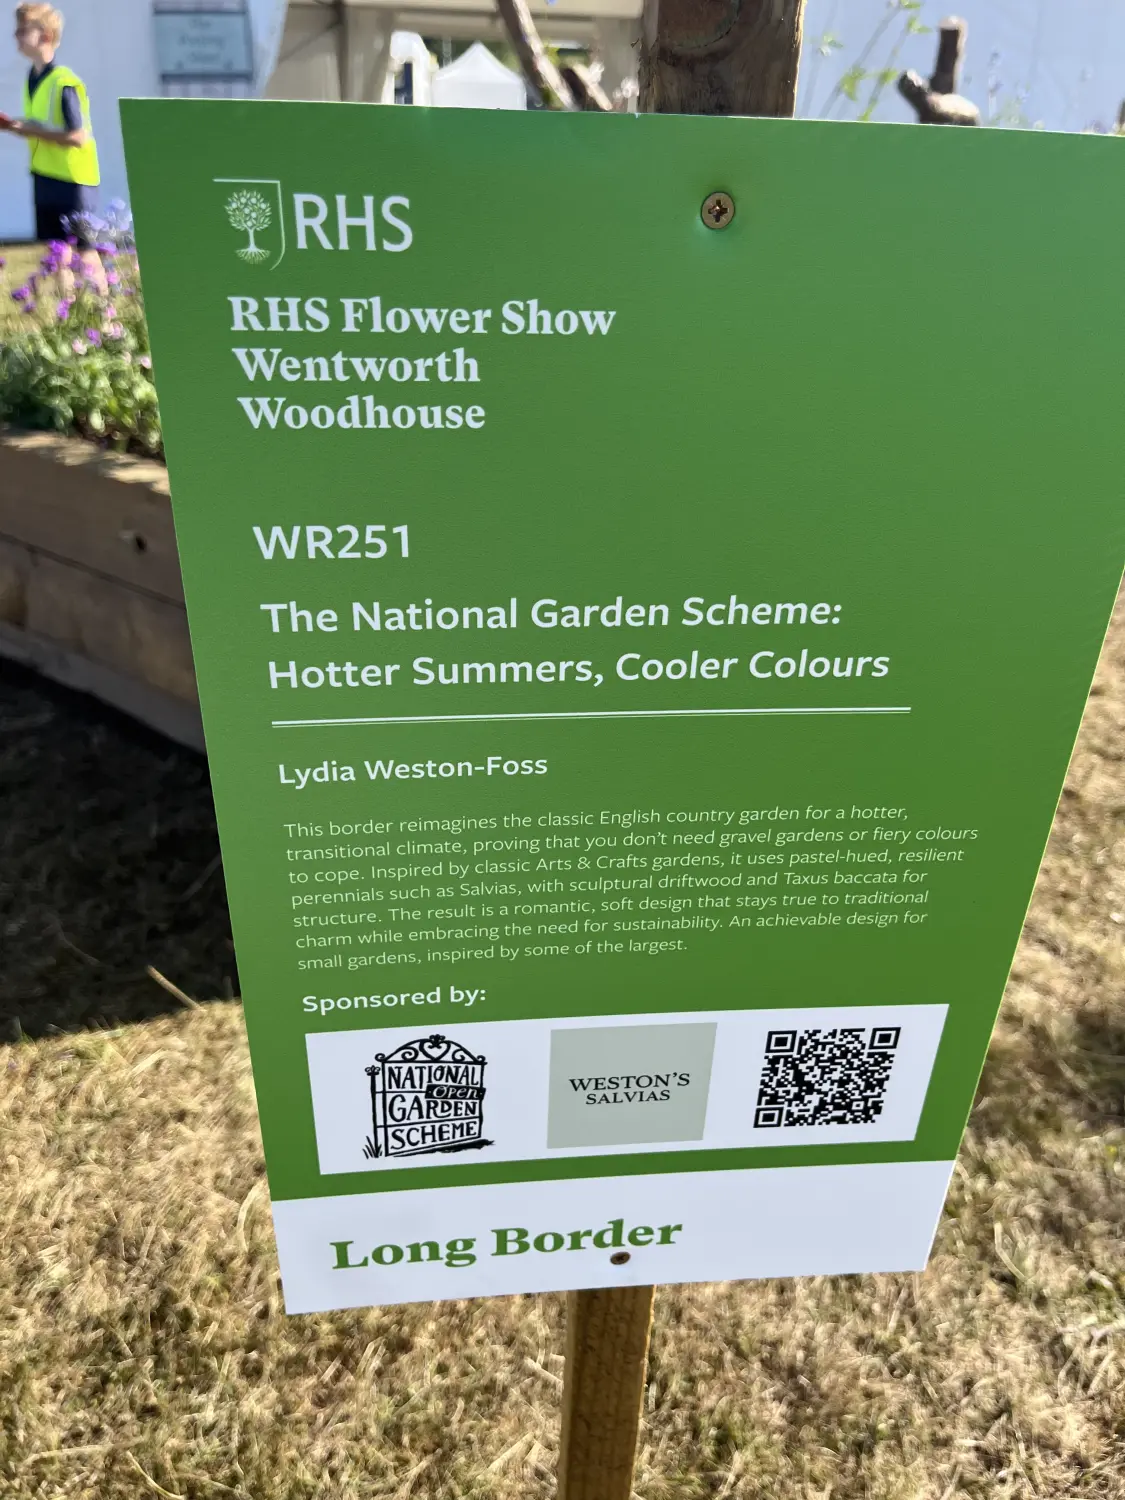 RHS
RHS Flower Show
Wentworth
Woodhouse
WR251
The National Garden Scheme:
Hotter Summers, Cooler Colours
Lydia Weston-Foss
This border reimagines the classic English country garden for a hotter,
transitional climate, proving that you don't need gravel gardens or fiery colours
to cope. Inspired by classic Arts & Crafts gardens, it uses pastel-hued, resilient
perennials such as Salvias, with sculptural driftwood and Taxus baccata for
structure. The result is a romantic, soft design that stays true to traditional
charm while embracing the need for sustainability. An achievable design for
small gardens, inspired by some of the largest.
Sponsored by:
NATIONAL
Open
GARDEN
SCHEME
WESTON'S
SALVIAS
Long Border